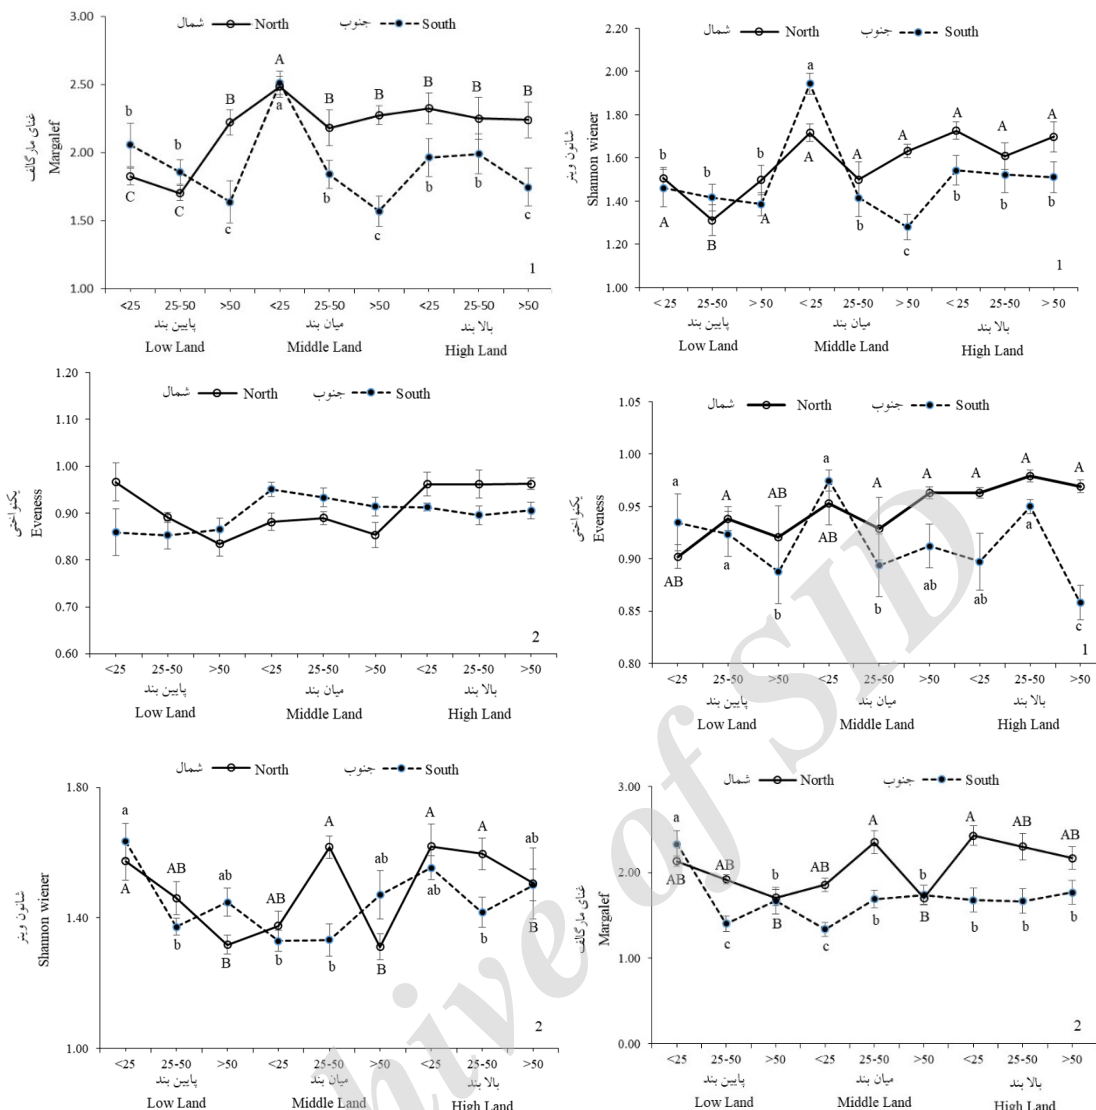 شمال North جنوب South
غنای مارگالف
Margalef
3.00
2.50
2.00
1.50
1.00
b b B A B B B B B
C C c a b c b b c
1
<25 25-50 >50 <25 25-50 >50 <25 25-50 >50
پایین بند میان بند بالا بند
Low Land Middle Land High Land
شمال North جنوب South
شانون وینر
Shannon wiener
2.20
2.00
1.80
1.60
1.40
1.20
1.00
b b b a A A A A A
A B A A b c b b b
1
< 25 25-50 > 50 < 25 25-50 > 50 < 25 25-50 > 50
پایین بند میان بند بالا بند
Low Land Middle Land High Land
شمال North جنوب South
یکنواختی
Eveness
1.20
1.10
1.00
0.90
0.80
0.70
0.60
2
<25 25-50 >50 <25 25-50 >50 <25 25-50 >50
پایین بند میان بند بالا بند
Low Land Middle Land High Land
شمال North جنوب South
یکنواختی
Eveness
1.05
1.00
0.95
0.90
0.85
0.80
a A AB a A A A A A
AB a b AB b ab ab a c
1
<25 25-50 >50 <25 25-50 >50 <25 25-50 >50
پایین بند میان بند بالا بند
Low Land Middle Land High Land
شمال North جنوب South
شانون وینر
Shannon wiener
1.80
1.40
1.00
a AB ab AB A ab A A ab
A b B b b B ab b B
2
<25 25-50 >50 <25 25-50 >50 <25 25-50 >50
پایین بند میان بند بالا بند
Low Land Middle Land High Land
شمال North جنوب South
غنای مارگالف
Margalef
3.00
2.00
1.00
0.00
a AB b AB A b A AB AB
AB c B c b B b b b
2
<25 25-50 >50 <25 25-50 >50 <25 25-50 >50
پایین بند میان بند بالا بند
Low Land Middle Land High Land
hive of SID